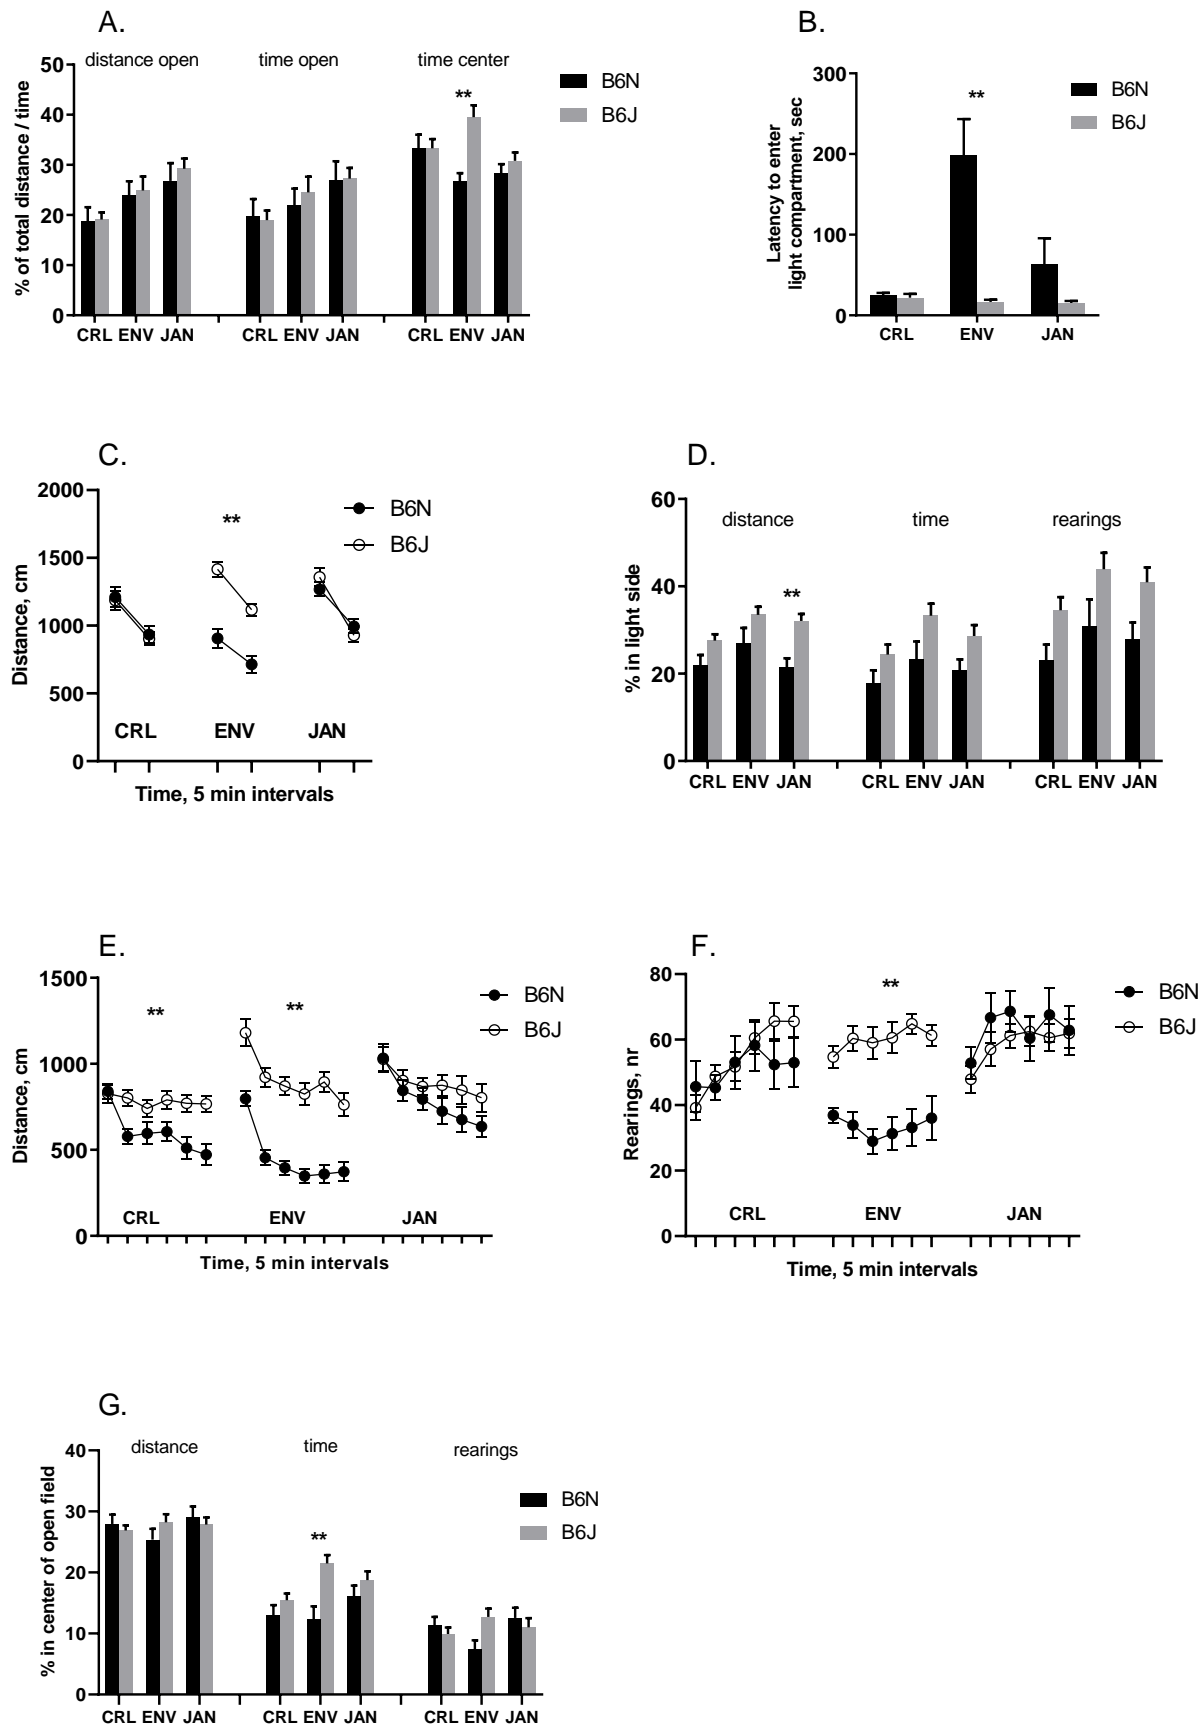 A.
distance open time open time center
% of total distance / time
50
40
30
20
10
0
**
CRL ENV JAN CRL ENV JAN CRL ENV JAN
B6N
B6J
B.
Latency to enter
light compartment, sec
300
200
100
0
**
CRL ENV JAN
B6N
B6J
C.
Distance, cm
2000
1500
1000
500
0
**
CRL ENV JAN
Time, 5 min intervals
B6N
B6J
D.
% in light side
60
40
20
0
distance time rearings
**
CRL ENV JAN CRL ENV JAN CRL ENV JAN
B6N
B6J
E.
Distance, cm
1500
1000
500
0
** **
CRL ENV JAN
Time, 5 min intervals
B6N
B6J
F.
Rearings, nr
80
60
40
20
0
**
CRL ENV JAN
Time, 5 min intervals
B6N
B6J
G.
% in center of open field
40
30
20
10
0
distance time rearings
**
CRL ENV JAN CRL ENV JAN CRL ENV JAN
B6N
B6J